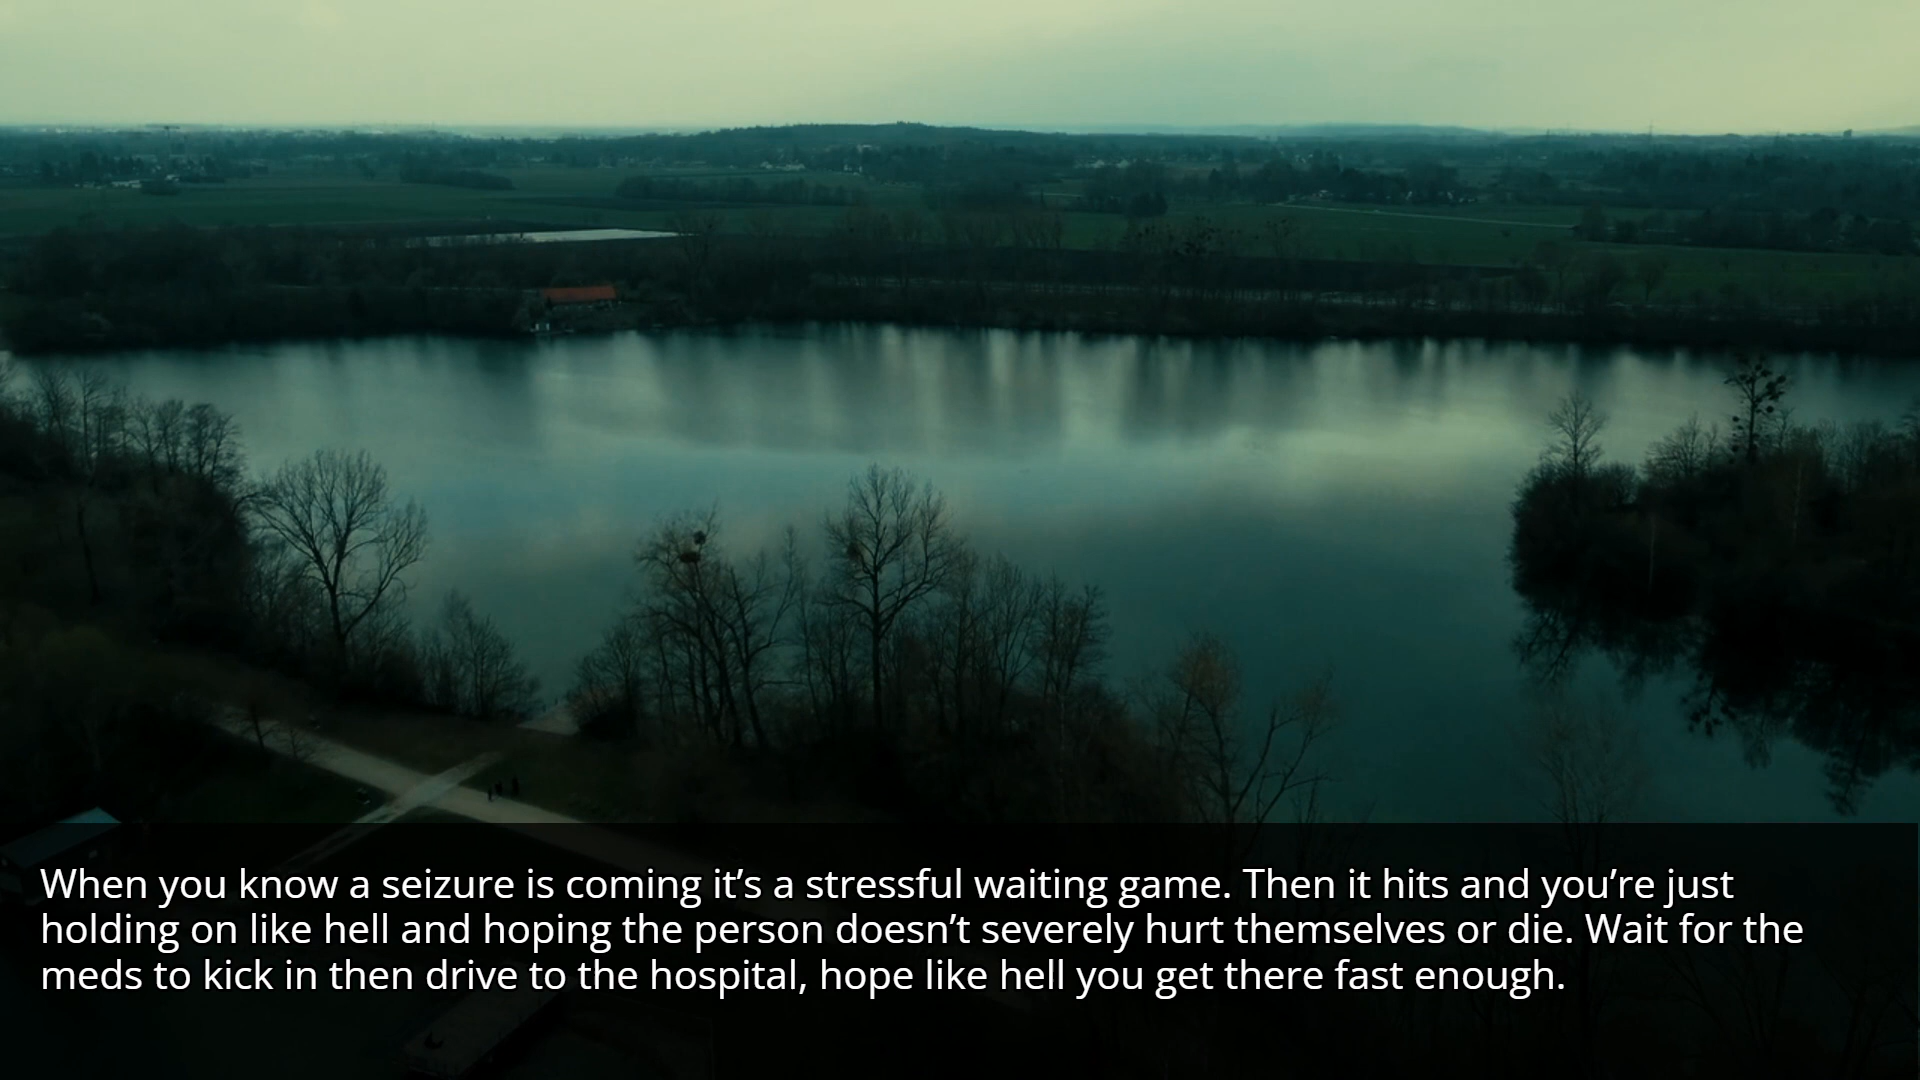 When you know a seizure is coming it’s a stressful waiting game. Then it hits and you’re just
holding on like hell and hoping the person doesn’t severely hurt themselves or die. Wait for the
meds to kick in then drive to the hospital, hope like hell you get there fast enough.